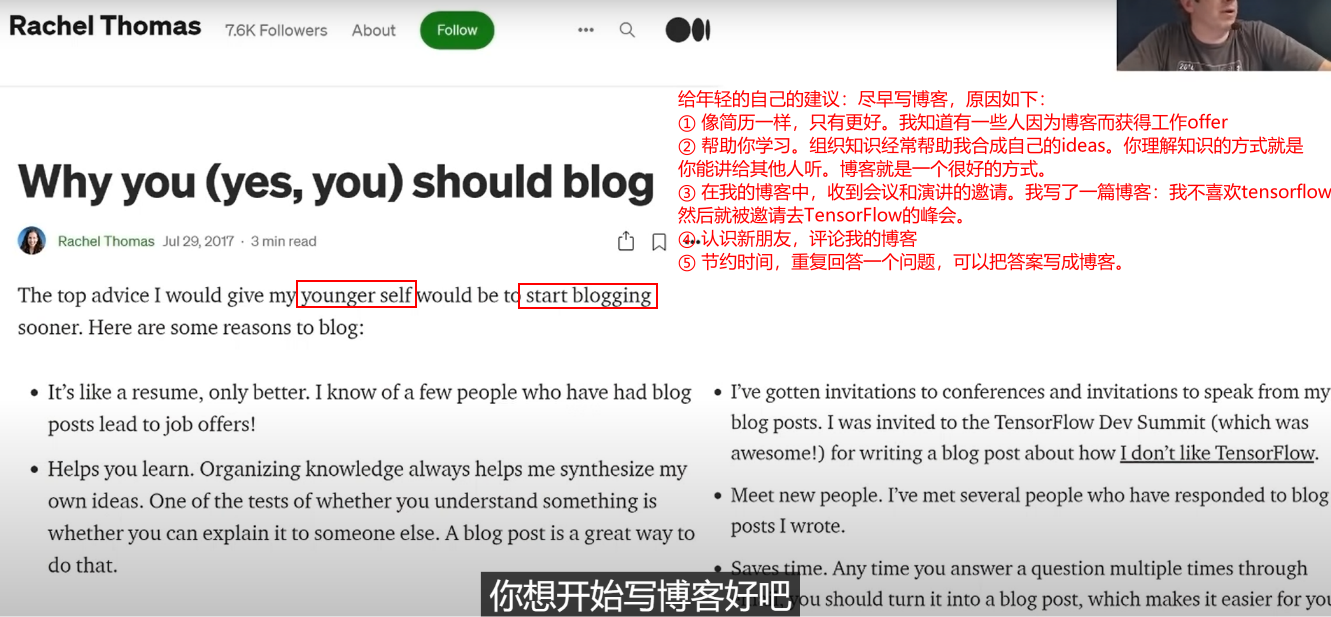 Rachel Thomas 7.6K Followers About Follow
给年轻的自己的建议：尽早写博客，原因如下：
① 像简历一样，只有更好。我知道有一些人因为博客而获得工作offer
② 帮助你学习。组织知识经常帮助我合成自己的ideas。你理解知识的方式就是
你能讲给其他人听。博客就是一个很好的方式。
③ 在我的博客中，收到会议和演讲的邀请。我写了一篇博客：我不喜欢tensorflow
然后就被邀请去TensorFlow的峰会。
④ 认识新朋友，评论我的博客
⑤ 节约时间，重复回答一个问题，可以把答案写成博客。
Why you (yes, you) should blog
Rachel Thomas Jul 29, 2017 · 3 min read
The top advice I would give my younger self would be to start blogging
sooner. Here are some reasons to blog:
• It’s like a resume, only better. I know of a few people who have had blog
posts lead to job offers!
• Helps you learn. Organizing knowledge always helps me synthesize my
own ideas. One of the tests of whether you understand something is
whether you can explain it to someone else. A blog post is a great way to
do that.
• I’ve gotten invitations to conferences and invitations to speak from my
blog posts. I was invited to the TensorFlow Dev Summit (which was
awesome!) for writing a blog post about how I don’t like TensorFlow.
• Meet new people. I’ve met several people who have responded to blog
posts I wrote.
• Saves time. Any time you answer a question multiple times through
you should turn it into a blog post, which makes it easier for you
你想开始写博客好吧